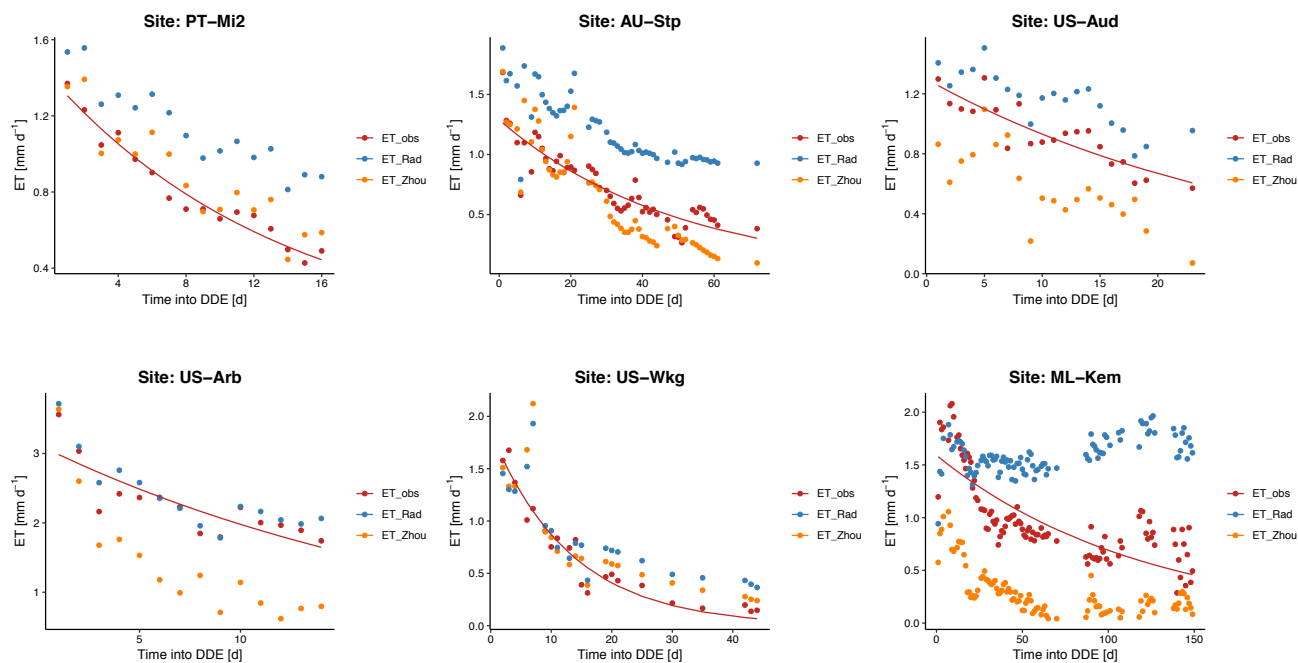 Site: PT−Mi2
ET [mm d−1]
1.6
1.2
0.8
0.4
4
8
12
16
Time into DDE [d]
ET_obs
ET_Rad
ET_Zhou
Site: AU−Stp
ET [mm d−1]
1.5
1.0
0.5
0
20
40
60
Time into DDE [d]
ET_obs
ET_Rad
ET_Zhou
Site: US−Aud
ET [mm d−1]
1.2
0.8
0.4
0.0
0
5
10
15
20
Time into DDE [d]
ET_obs
ET_Rad
ET_Zhou
Site: US−Arb
ET [mm d−1]
3
2
1
5
10
Time into DDE [d]
ET_obs
ET_Rad
ET_Zhou
Site: US−Wkg
ET [mm d−1]
2.0
1.5
1.0
0.5
0.0
0
10
20
30
40
Time into DDE [d]
ET_obs
ET_Rad
ET_Zhou
Site: ML−Kem
ET [mm d−1]
2.0
1.5
1.0
0.5
0.0
0
50
100
150
Time into DDE [d]
ET_obs
ET_Rad
ET_Zhou